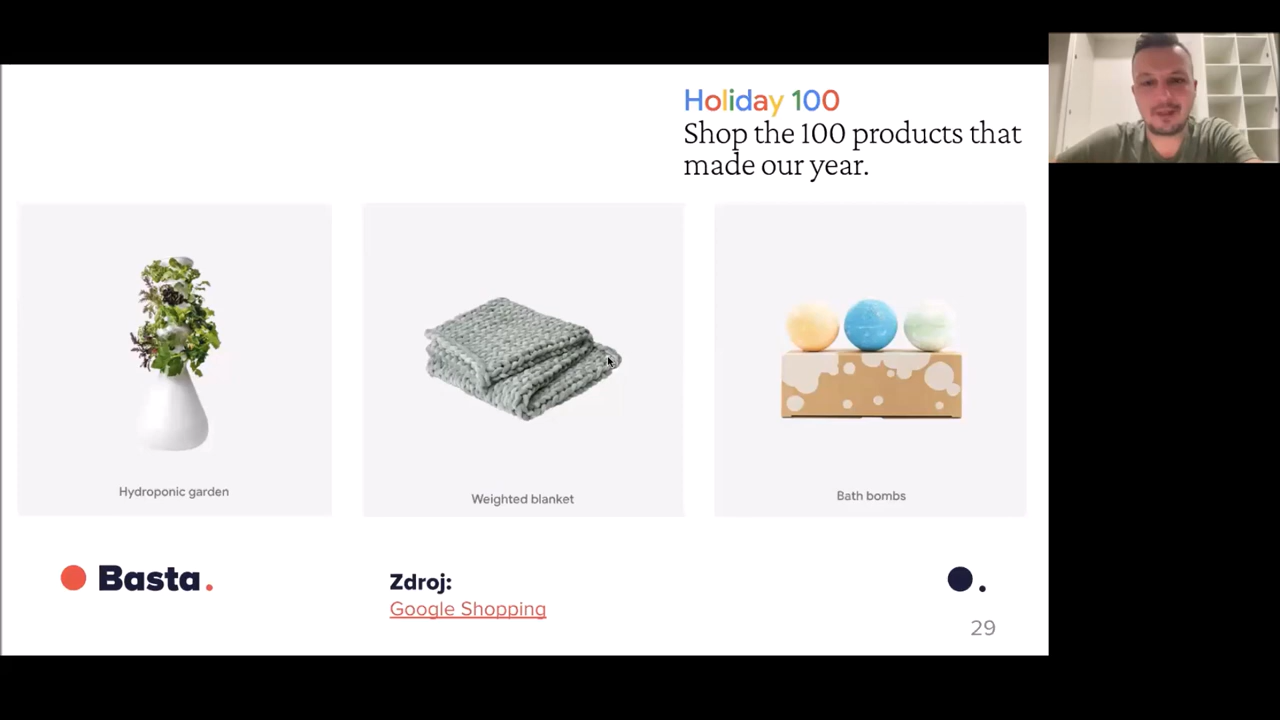 Holiday 100
Shop the 100 products that
made our year.
Hydroponic garden
Weighted blanket
Bath bombs
Basta.
Zdroj:
Google Shopping
29